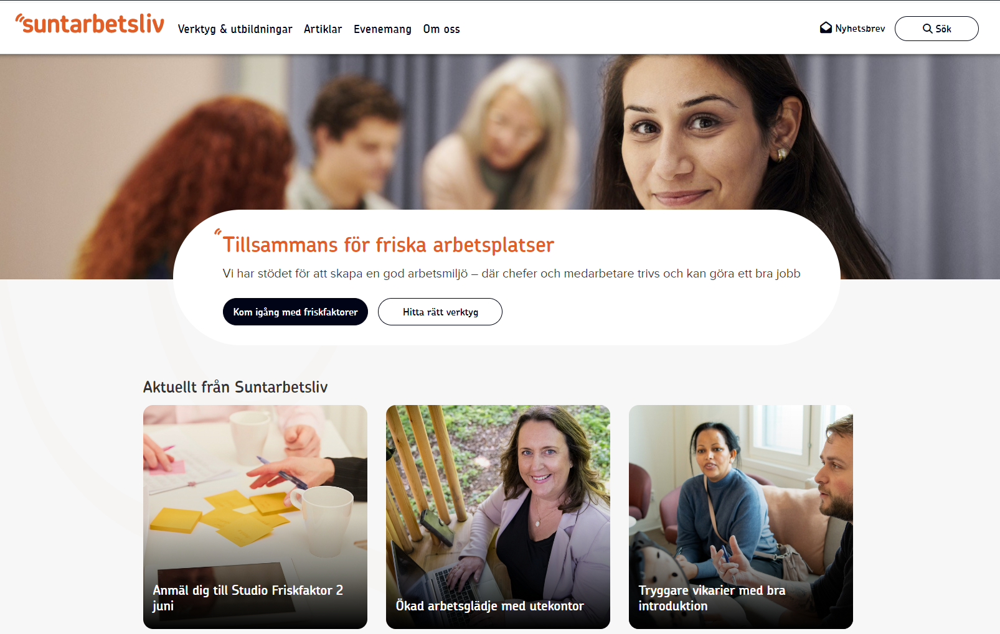 suntarbetsliv
Verktyg & utbildningar
Artiklar
Evenemang
Om oss
Nyhetsbrev
Sök
Tillsammans för friska arbetsplatser
Vi har stödet för att skapa en god arbetsmiljö – där chefer och medarbetare trivs och kan göra ett bra jobb
Kom igång med friskfaktorer
Hitta rätt verktyg
Aktuellt från Suntarbetsliv
Anmäl dig till Studio Friskfaktor 2
juni
Ökad arbetsglädje med utekontor
Tryggare vikarier med bra
introduktion